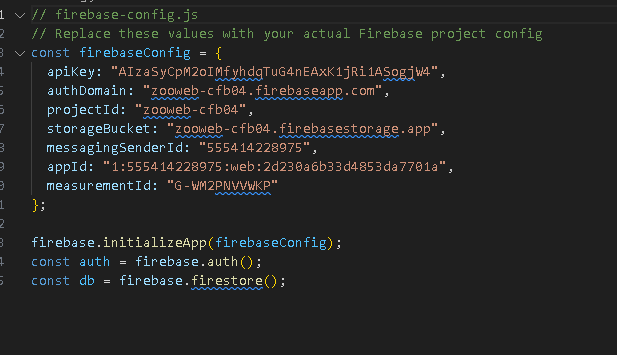 // firebase-config.js
// Replace these values with your actual Firebase project config
const firebaseConfig = {
apiKey: "AIzaSyCpM2oIMfyhdqTuG4nEAxK1jRi1ASogjW4",
authDomain: "zooweb-cfb04.firebaseapp.com",
projectId: "zooweb-cfb04",
storageBucket: "zooweb-cfb04.firebasestorage.app",
messagingSenderId: "555414228975",
appId: "1:555414228975:web:2d230a6b33d4853da7701a",
measurementId: "G-WM2PNVVWKP"
};
firebase.initializeApp(firebaseConfig);
const auth = firebase.auth();
const db = firebase.firestore();